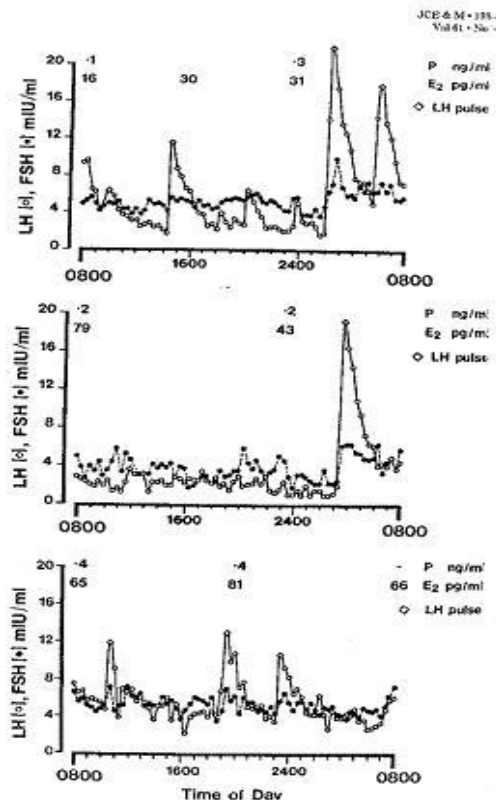 JCE & M • 198
Vol 61 • No
-1 -3 P ng/ml
16 30 31 E2 pg/ml
◇ LH pulse
LH [o], FSH [•] mIU/ml
20
16
12
8
4
0
0800 1600 2400 0800
-2 -2 P ng/ml
79 43 E2 pg/ml
◇ LH pulse
LH [o], FSH [•] mIU/ml
20
16
12
8
4
0
0800 1600 2400 0800
-4 -4 - P ng/ml
65 81 66 E2 pg/ml
◇ LH pulse
LH [o], FSH [•] mIU/ml
20
16
12
8
4
0
0800 1600 2400 0800
Time of Day